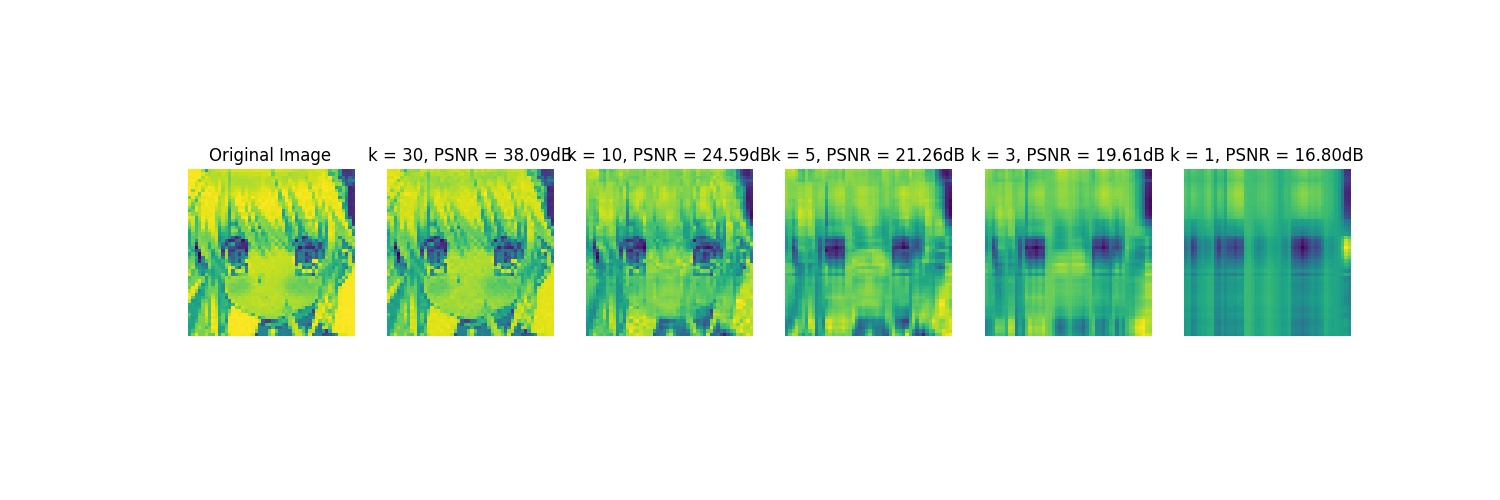 Original Image
k = 30, PSNR = 38.09dB
k = 10, PSNR = 24.59dB
k = 5, PSNR = 21.26dB
k = 3, PSNR = 19.61dB
k = 1, PSNR = 16.80dB